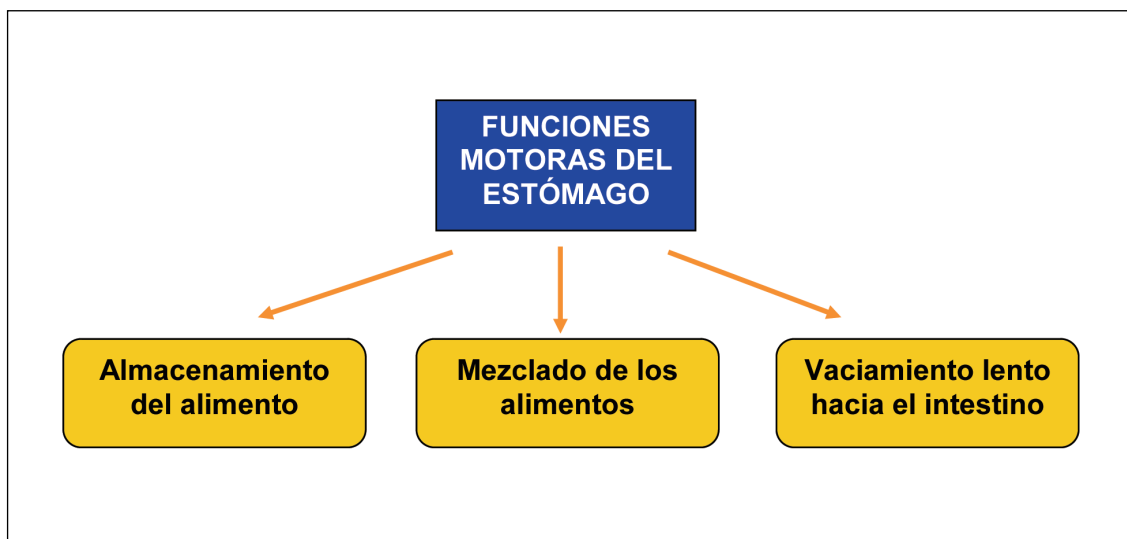 FUNCIONES
MOTORAS DEL
ESTÓMAGO
Almacenamiento
del alimento
Mezclado de los
alimentos
Vaciamiento lento
hacia el intestino